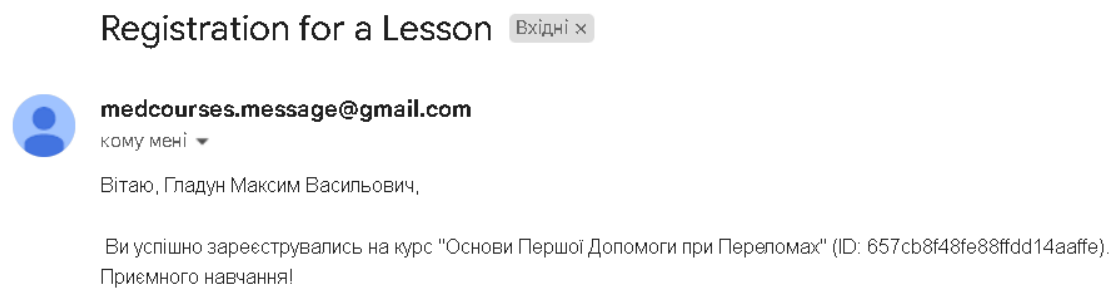 Registration for a Lesson Вхідні ×
medcourses.message@gmail.com
кому мені
Вітаю, Гладун Максим Васильович,
Ви успішно зареєструвались на курс "Основи Першої Допомоги при Переломах" (ID: 657cb8f48fe88ffdd14aaffe).
Приємного навчання!